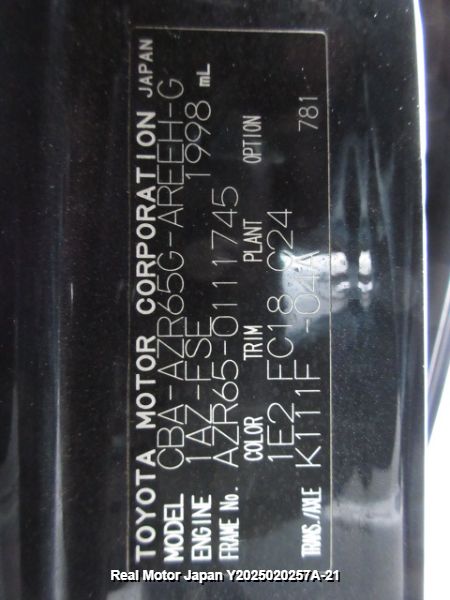 TOYOTA MOTOR CORPORATION JAPAN
MODEL CBA-AZR65G-AREEH-G
ENGINE 1AZ-FSE 1998 mL
FRAME No. AZR65-0111745
COLOR TRIM PLANT OPTION
1E2 FC18 C24
TRANS./AXLE K111F -04A 781
Real Motor Japan Y2025020257A-21